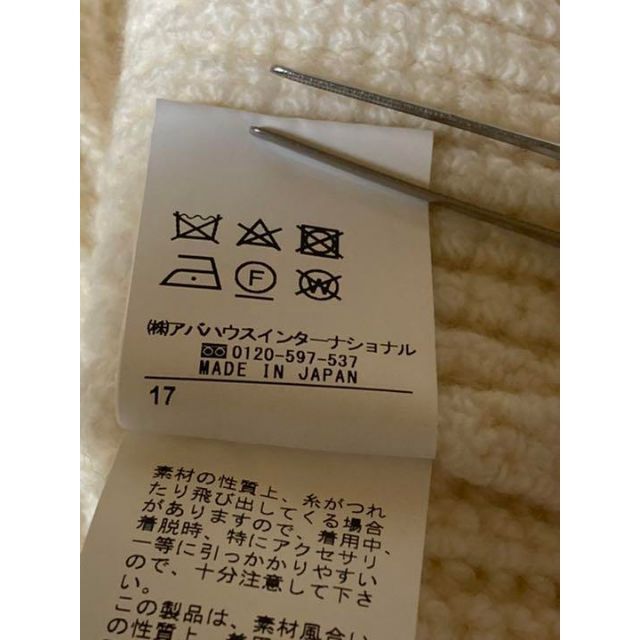 F
W
㈱アバハウスインターナショナル
0120-597-537
MADE IN JAPAN
17
素材の性質上、糸がつれ
たり飛び出してくる場合
がありますので、着用中、
着脱時、特にアクセサリ
ー等に引っかかりやすい
ので、十分注意して下さ
い。
この製品は、素材風合い
の性質上、着